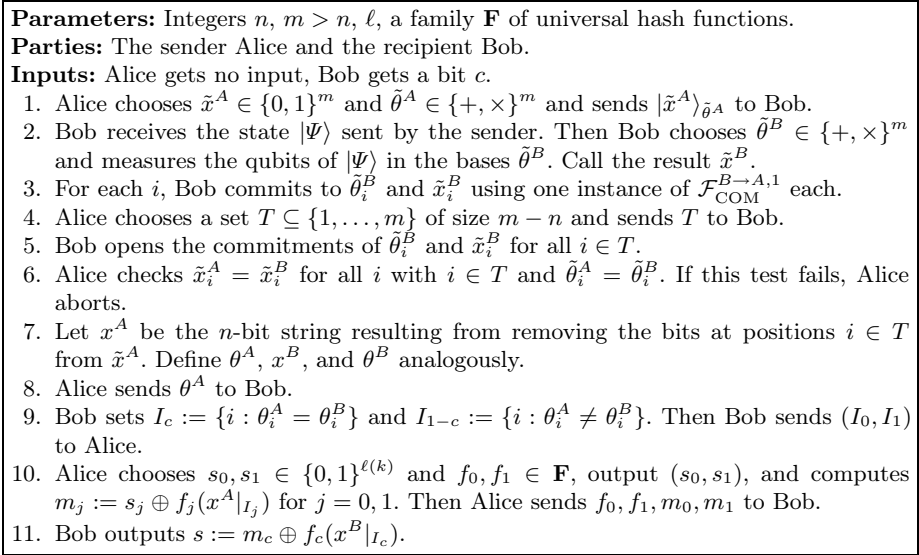 Parameters: Integers n, m > n, ℓ, a family F of universal hash functions.
Parties: The sender Alice and the recipient Bob.
Inputs: Alice gets no input, Bob gets a bit c.
1. Alice chooses x̃^A ∈ {0, 1}^m and θ̃^A ∈ {+, ×}^m and sends |x̃^A⟩_θ̃^A to Bob.
2. Bob receives the state |Ψ⟩ sent by the sender. Then Bob chooses θ̃^B ∈ {+, ×}^m
and measures the qubits of |Ψ⟩ in the bases θ̃^B. Call the result x̃^B.
3. For each i, Bob commits to θ̃_i^B and x̃_i^B using one instance of F_COM^{B→A,1} each.
4. Alice chooses a set T ⊆ {1, . . . , m} of size m − n and sends T to Bob.
5. Bob opens the commitments of θ̃_i^B and x̃_i^B for all i ∈ T.
6. Alice checks x̃_i^A = x̃_i^B for all i with i ∈ T and θ̃_i^A = θ̃_i^B. If this test fails, Alice
aborts.
7. Let x^A be the n-bit string resulting from removing the bits at positions i ∈ T
from x̃^A. Define θ^A, x^B, and θ^B analogously.
8. Alice sends θ^A to Bob.
9. Bob sets I_c := {i : θ_i^A = θ_i^B} and I_{1−c} := {i : θ_i^A ≠ θ_i^B}. Then Bob sends (I_0, I_1)
to Alice.
10. Alice chooses s_0, s_1 ∈ {0, 1}^{ℓ(k)} and f_0, f_1 ∈ F, output (s_0, s_1), and computes
m_j := s_j ⊕ f_j(x^A|_{I_j}) for j = 0, 1. Then Alice sends f_0, f_1, m_0, m_1 to Bob.
11. Bob outputs s := m_c ⊕ f_c(x^B|_{I_c}).